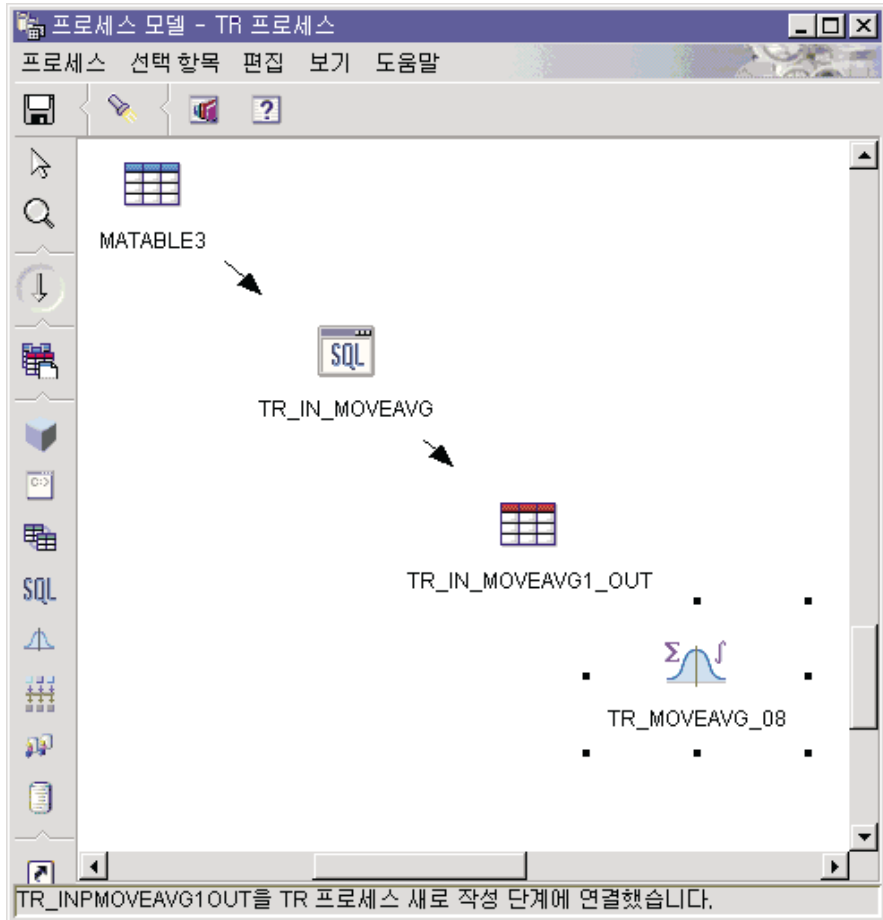 프로세스 모델 - TR 프로세스
프로세스 선택 항목 편집 보기 도움말
?
MATABLE3
SQL
TR_IN_MOVEAVG
TR_IN_MOVEAVG1_OUT
SQL
Σ ∫
TR_MOVEAVG_08
TR_INPMOVEAVG1OUT을 TR 프로세스 새로 작성 단계에 연결했습니다.